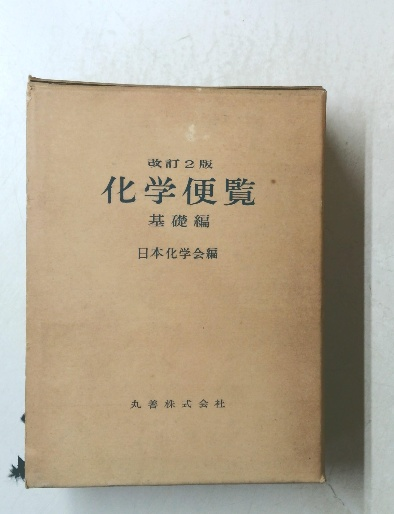 改訂2版
化学便覧
基礎編
日本化学会編
丸善株式会社